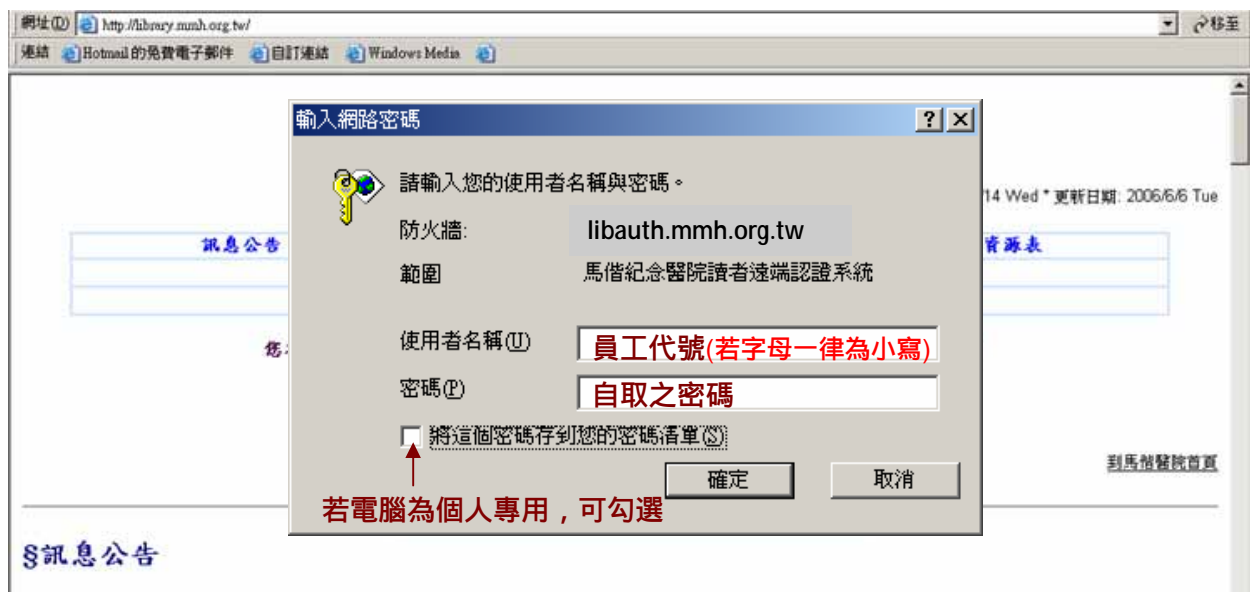 網址(D) http://library.mmh.org.tw/ 移至
連結 Hotmail 的免費電子郵件 自訂連結 Windows Media
輸入網路密碼
請輸入您的使用者名稱與密碼。
14 Wed * 更新日期: 2006/6/6 Tue
防火牆: libauth.mmh.org.tw
訊息公告 資源表
範圍 馬偕紀念醫院讀者遠端認證系統
使用者名稱(U) 員工代號(若字母一律為小寫)
您
密碼(P) 自取之密碼
將這個密碼存到您的密碼清單(S)
到馬偕醫院首頁
確定 取消
若電腦為個人專用，可勾選
§訊息公告